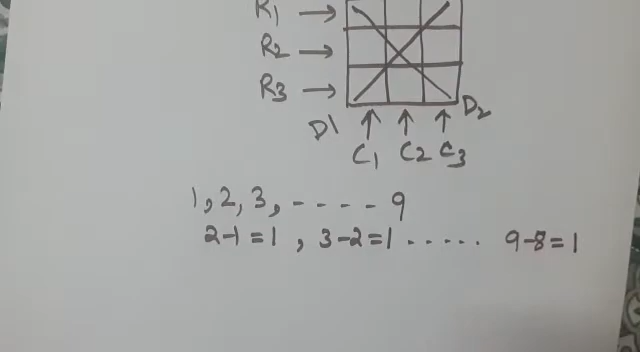 R1 →
R2 →
R3 →
D1 D2
C1 C2 C3
1, 2, 3, ----- 9
2-1=1, 3-2=1 ..... 9-8=1